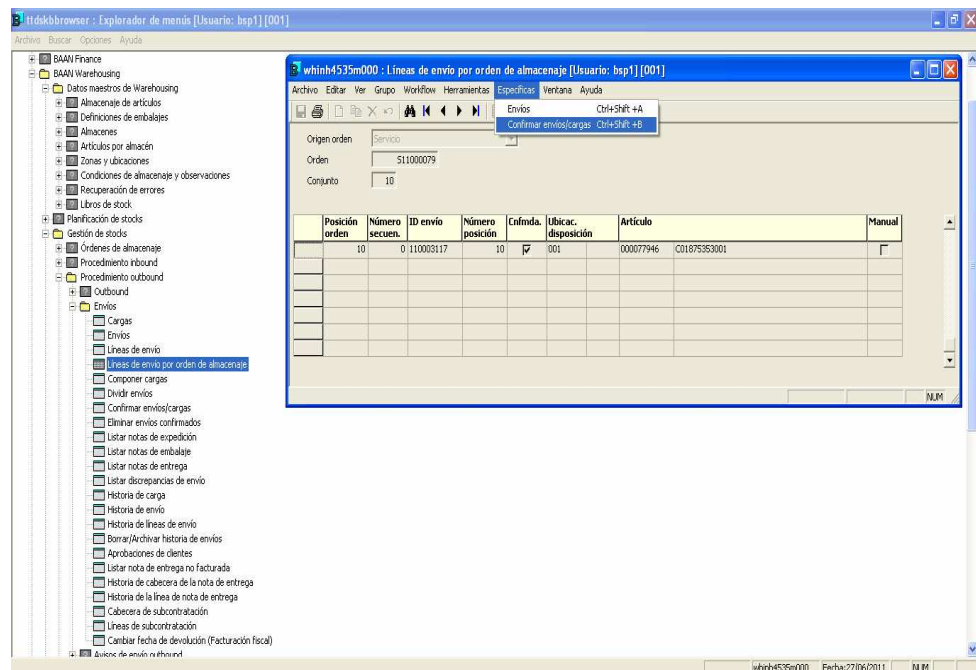 ttdskbbrowser : Explorador de menús [Usuario: bsp1] [001]
Archivo Buscar Opciones Ayuda
BAAN Finance
BAAN Warehousing
Datos maestros de Warehousing
Almacenaje de artículos
Definiciones de embalajes
Almacenes
Artículos por almacén
Zonas y ubicaciones
Condiciones de almacenaje y observaciones
Recuperación de errores
Libros de stock
Planificación de stocks
Gestión de stocks
Órdenes de almacenaje
Procedimiento inbound
Procedimiento outbound
Outbound
Envíos
Cargas
Envíos
Líneas de envío
Líneas de envío por orden de almacenaje
Componer cargas
Dividir envíos
Confirmar envíos/cargas
Eliminar envíos confirmados
Listar notas de expedición
Listar notas de embalaje
Listar notas de entrega
Listar discrepancias de envío
Historia de carga
Historia de envío
Historia de líneas de envío
Borrar/Archivar historia de envíos
Aprobaciones de clientes
Listar nota de entrega no facturada
Historia de cabecera de la nota de entrega
Historia de la línea de nota de entrega
Cabecera de subcontratación
Líneas de subcontratación
Cambiar fecha de devolución (Facturación fiscal)
Avisos de envío outbound
whinh4535m000 : Líneas de envío por orden de almacenaje [Usuario: bsp1] [001]
Archivo Editar Ver Grupo Workflow Herramientas Específicas Ventana Ayuda
Envíos Ctrl+Shift +A
Confirmar envíos/cargas Ctrl+Shift +B
Origen orden Servicio
Orden S11000079
Conjunto 10
Posición orden Número secuen. ID envío Número posición Cnfmda. Ubicac. disposición Artículo Manual
10 0 110003117 10 001 000077946 C01875353001
NUM
whinh4535m000 Fecha:27/06/2011 NUM